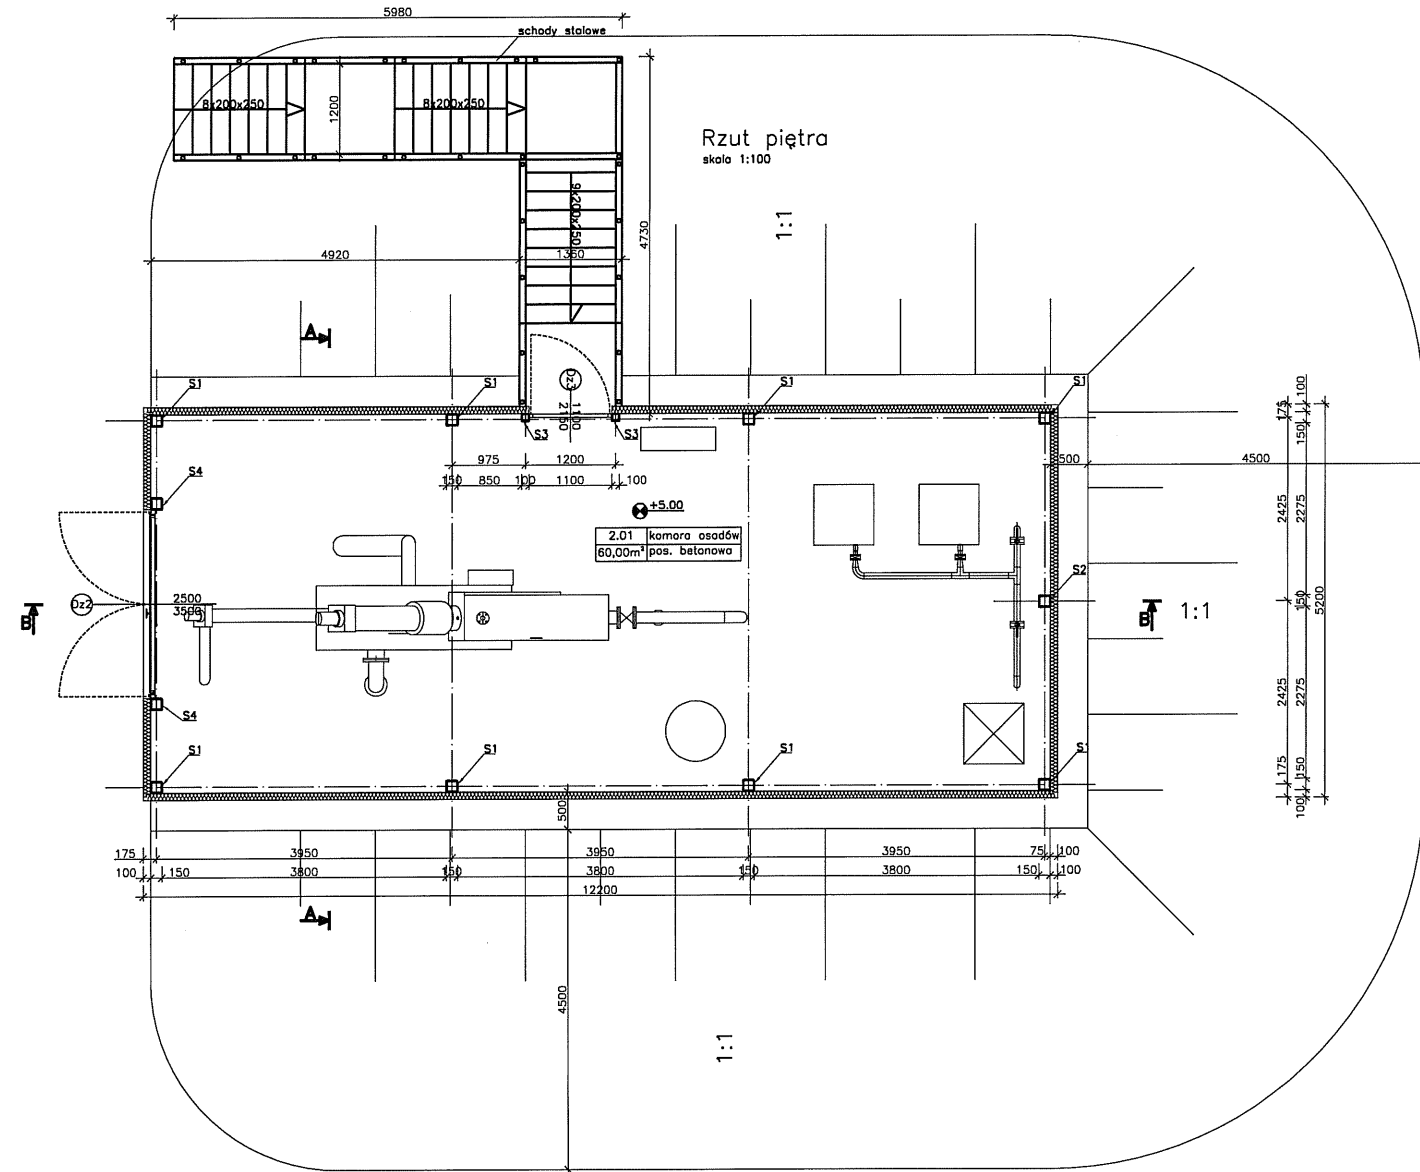 5980
schody stalowe
8x200x250
1200
8x200x250
Rzut piętra
skala 1:100
9x200x250
4730
1:1
4920
1360
A
S1
S1
S1
S1
Dz3
1100
2150
S3
S3
100
175
150
975
1200
500
4500
S4
150
850
100
1100
100
+5.00
2425
2275
2.01
kamora osadów
60,00m²
pos. betonowa
S2
Dz2
2500
3500
B
B
1:1
150
5200
S4
2425
2275
S1
S1
S1
S1
175
150
100
500
175
3950
3950
3950
75
100
100
150
3800
150
3800
150
3800
150
100
12200
A
4500
1:1